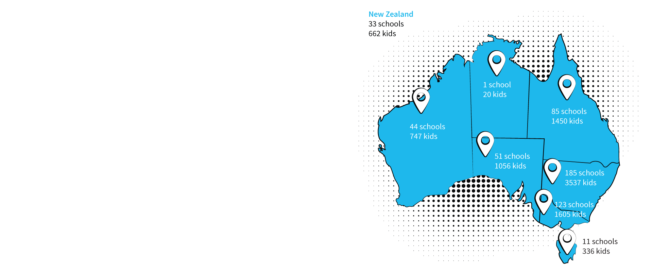 New Zealand
33 schools
662 kids
1 school
20 kids
85 schools
1450 kids
44 schools
747 kids
51 schools
1056 kids
185 schools
3537 kids
123 schools
1605 kids
11 schools
336 kids